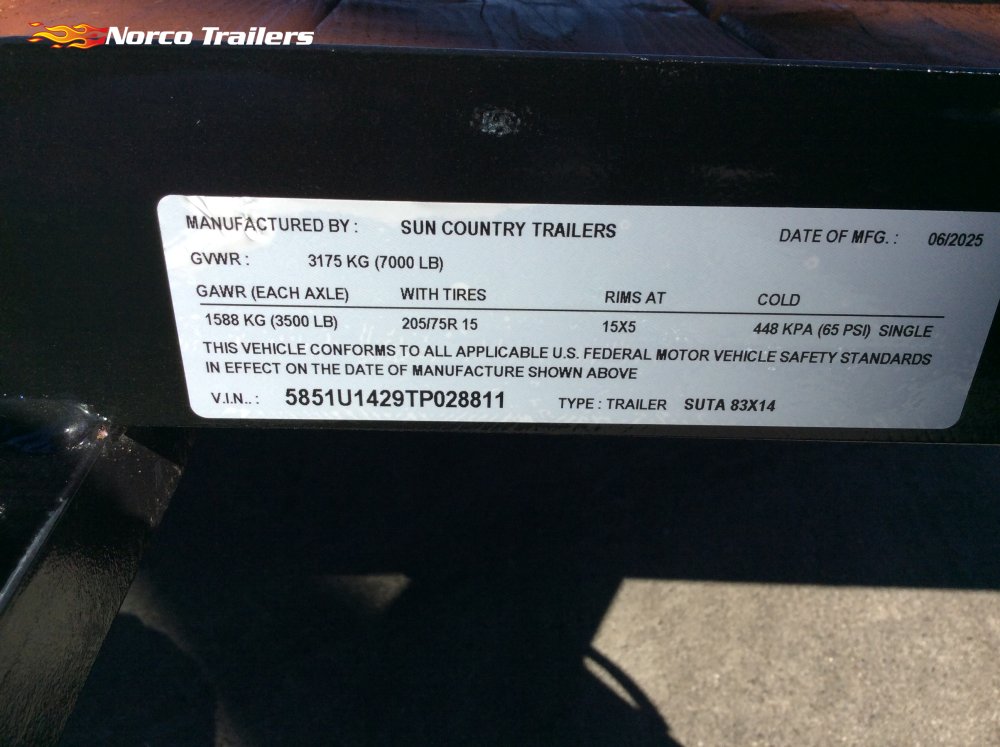 Norco Trailers
MANUFACTURED BY : SUN COUNTRY TRAILERS DATE OF MFG. : 06/2025
GVWR : 3175 KG (7000 LB)
GAWR (EACH AXLE) WITH TIRES RIMS AT COLD
1588 KG (3500 LB) 205/75R 15 15X5 448 KPA (65 PSI) SINGLE
THIS VEHICLE CONFORMS TO ALL APPLICABLE U.S. FEDERAL MOTOR VEHICLE SAFETY STANDARDS
IN EFFECT ON THE DATE OF MANUFACTURE SHOWN ABOVE
V.I.N.. : 5851U1429TP028811 TYPE : TRAILER SUTA 83X14